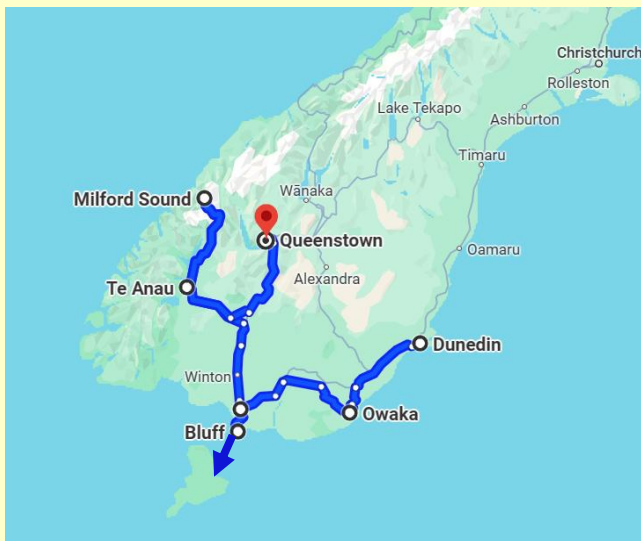 Christchurch
Rolleston
Lake Tekapo
Ashburton
Timaru
Milford Sound
Wānaka
Queenstown
Oamaru
Te Anau
Alexandra
Dunedin
Winton
Owaka
Bluff